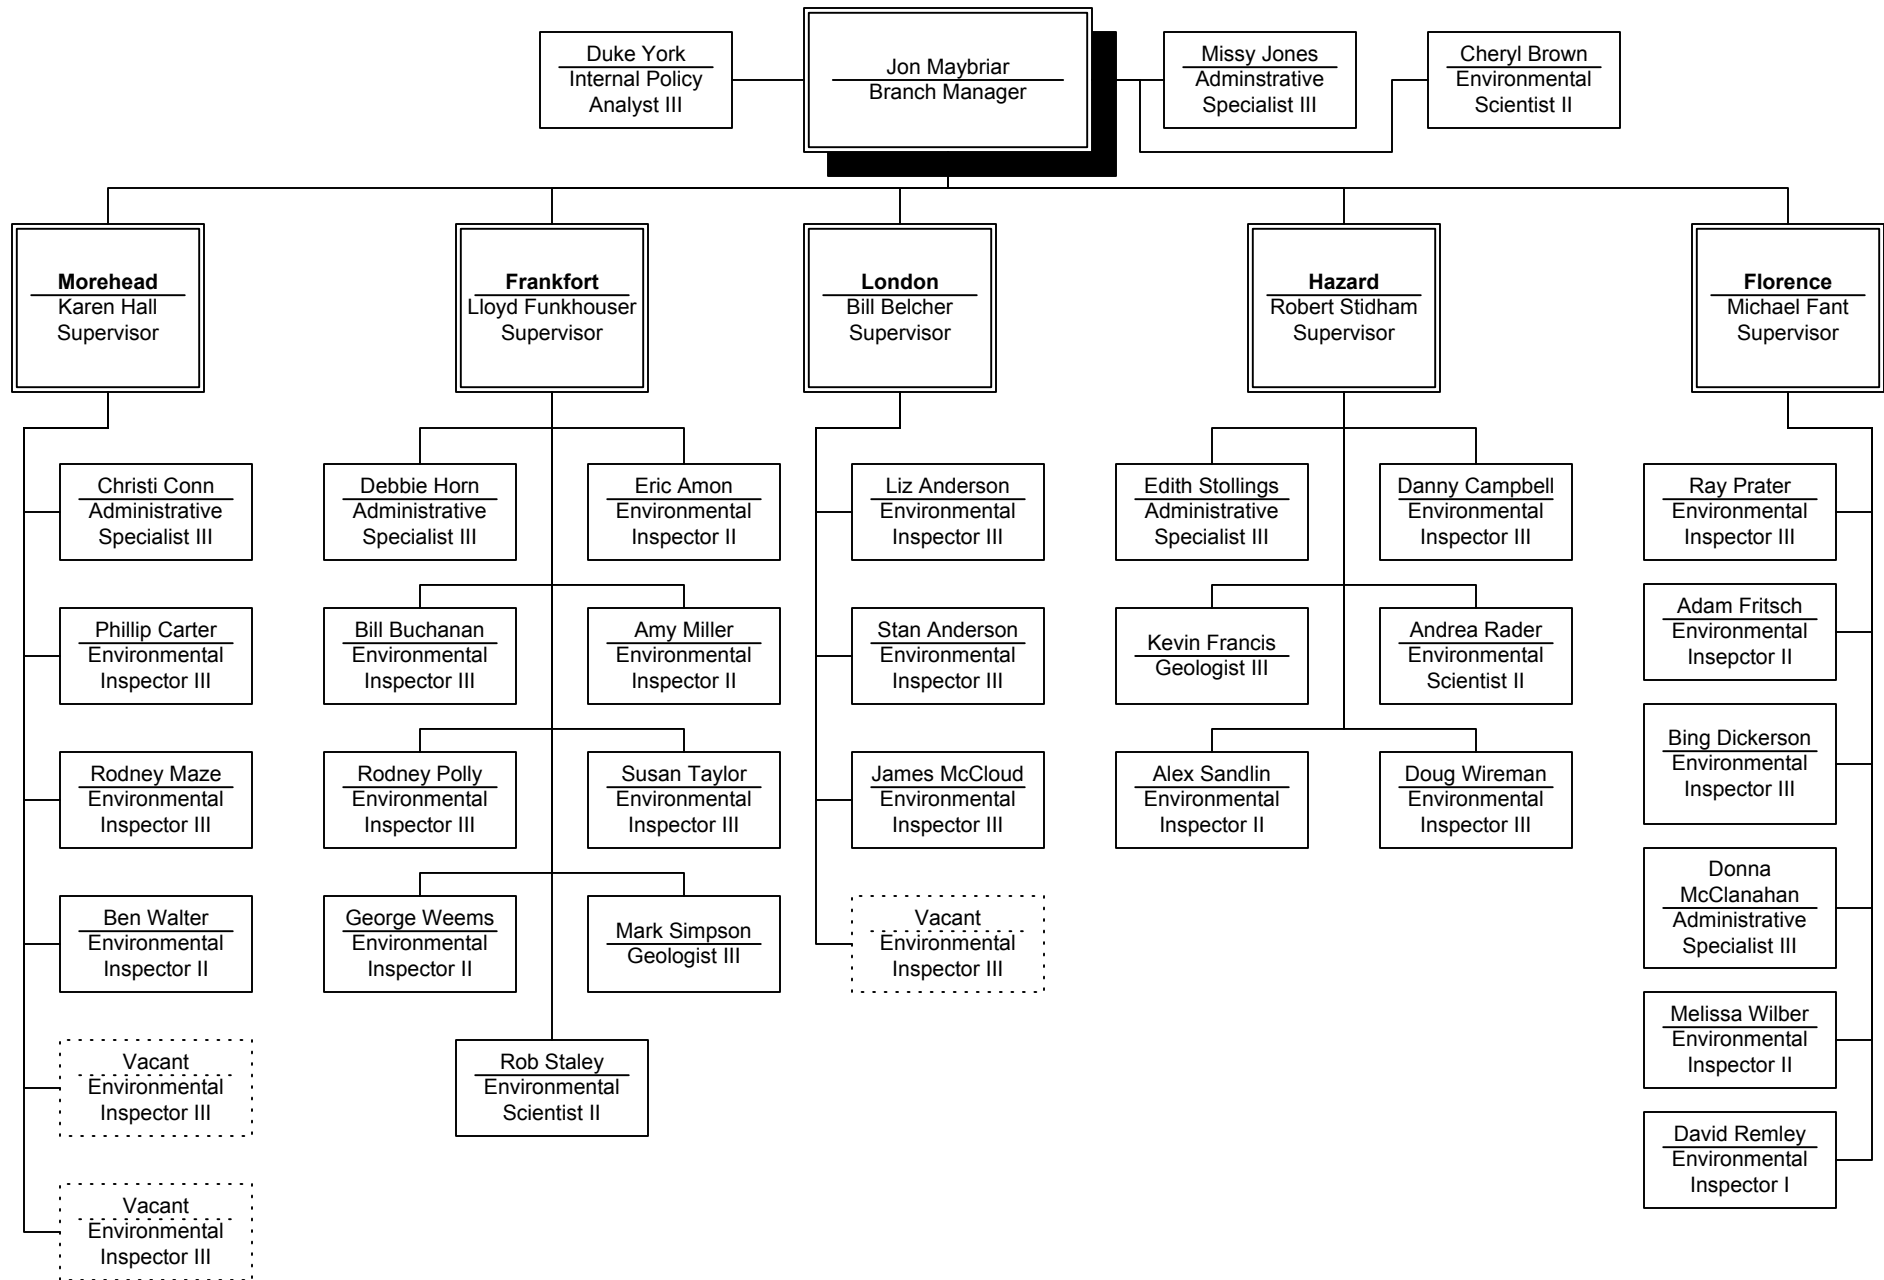 Duke York
Internal Policy
Analyst III
Jon Maybriar
Branch Manager
Missy Jones
Adminstrative
Specialist III
Cheryl Brown
Environmental
Scientist II
Morehead
Karen Hall
Supervisor
Frankfort
Lloyd Funkhouser
Supervisor
London
Bill Belcher
Supervisor
Hazard
Robert Stidham
Supervisor
Florence
Michael Fant
Supervisor
Christi Conn
Administrative
Specialist III
Phillip Carter
Environmental
Inspector III
Rodney Maze
Environmental
Inspector III
Ben Walter
Environmental
Inspector II
Vacant
Environmental
Inspector III
Vacant
Environmental
Inspector III
Debbie Horn
Administrative
Specialist III
Eric Amon
Environmental
Inspector II
Bill Buchanan
Environmental
Inspector III
Amy Miller
Environmental
Inspector II
Rodney Polly
Environmental
Inspector III
Susan Taylor
Environmental
Inspector III
George Weems
Environmental
Inspector II
Mark Simpson
Geologist III
Rob Staley
Environmental
Scientist II
Liz Anderson
Environmental
Inspector III
Stan Anderson
Environmental
Inspector III
James McCloud
Environmental
Inspector III
Vacant
Environmental
Inspector III
Edith Stollings
Administrative
Specialist III
Danny Campbell
Environmental
Inspector III
Kevin Francis
Geologist III
Andrea Rader
Environmental
Scientist II
Alex Sandlin
Environmental
Inspector II
Doug Wireman
Environmental
Inspector III
Ray Prater
Environmental
Inspector III
Adam Fritsch
Environmental
Insepctor II
Bing Dickerson
Environmental
Inspector III
Donna
McClanahan
Administrative
Specialist III
Melissa Wilber
Environmental
Inspector II
David Remley
Environmental
Inspector I